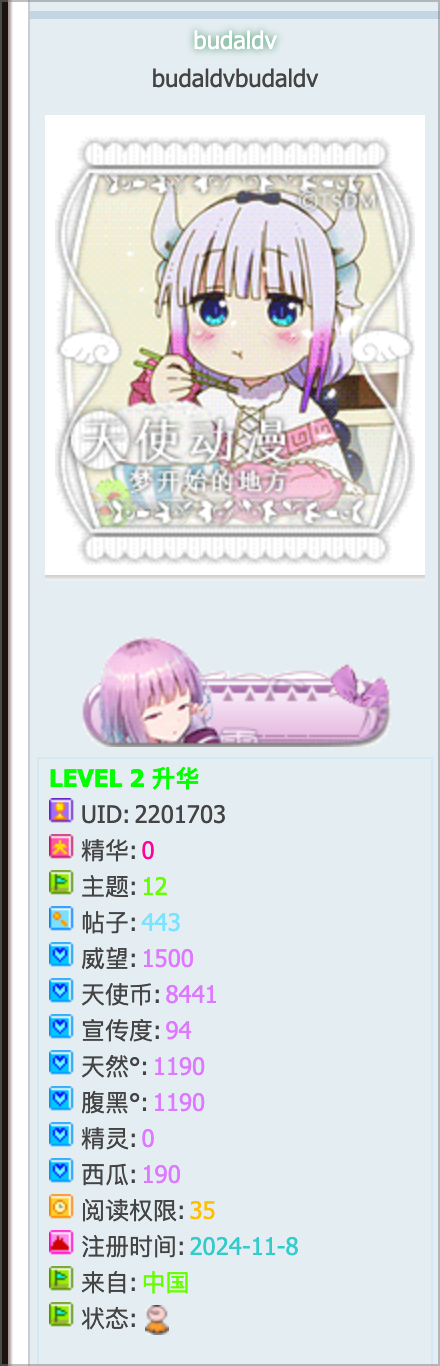 budaldv
budaldvbudaldv
©TSDM
天使动漫
梦开始的地方
LEVEL 2 升华
UID: 2201703
精华: 0
主题: 12
帖子: 443
威望: 1500
天使币: 8441
宣传度: 94
天然°: 1190
腹黑°: 1190
精灵: 0
西瓜: 190
阅读权限: 35
注册时间: 2024-11-8
来自: 中国
状态: